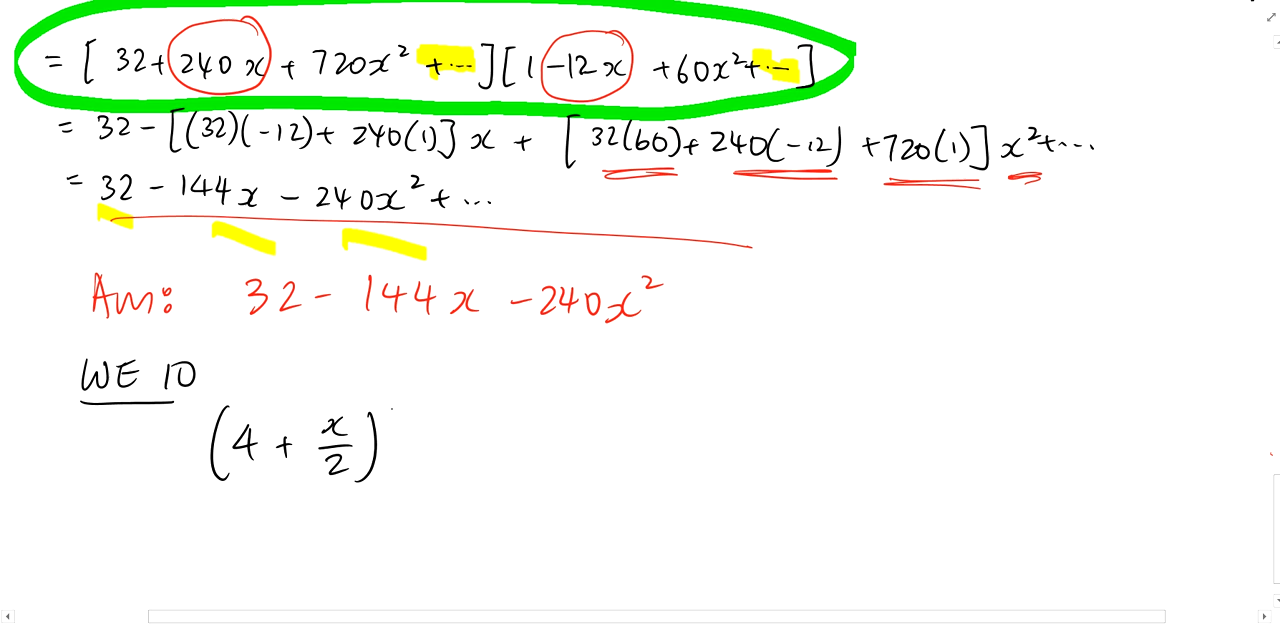 = [ 32 + 240x + 720x² + ... ] [ 1 - 12x + 60x² + ... ]
= 32 - [(32)(-12) + 240(1)] x + [ 32(60) + 240(-12) + 720(1)] x² + ...
= 32 - 144x - 240x² + ...
Ans: 32 - 144x - 240x²
WE 10
(4 + x/2)